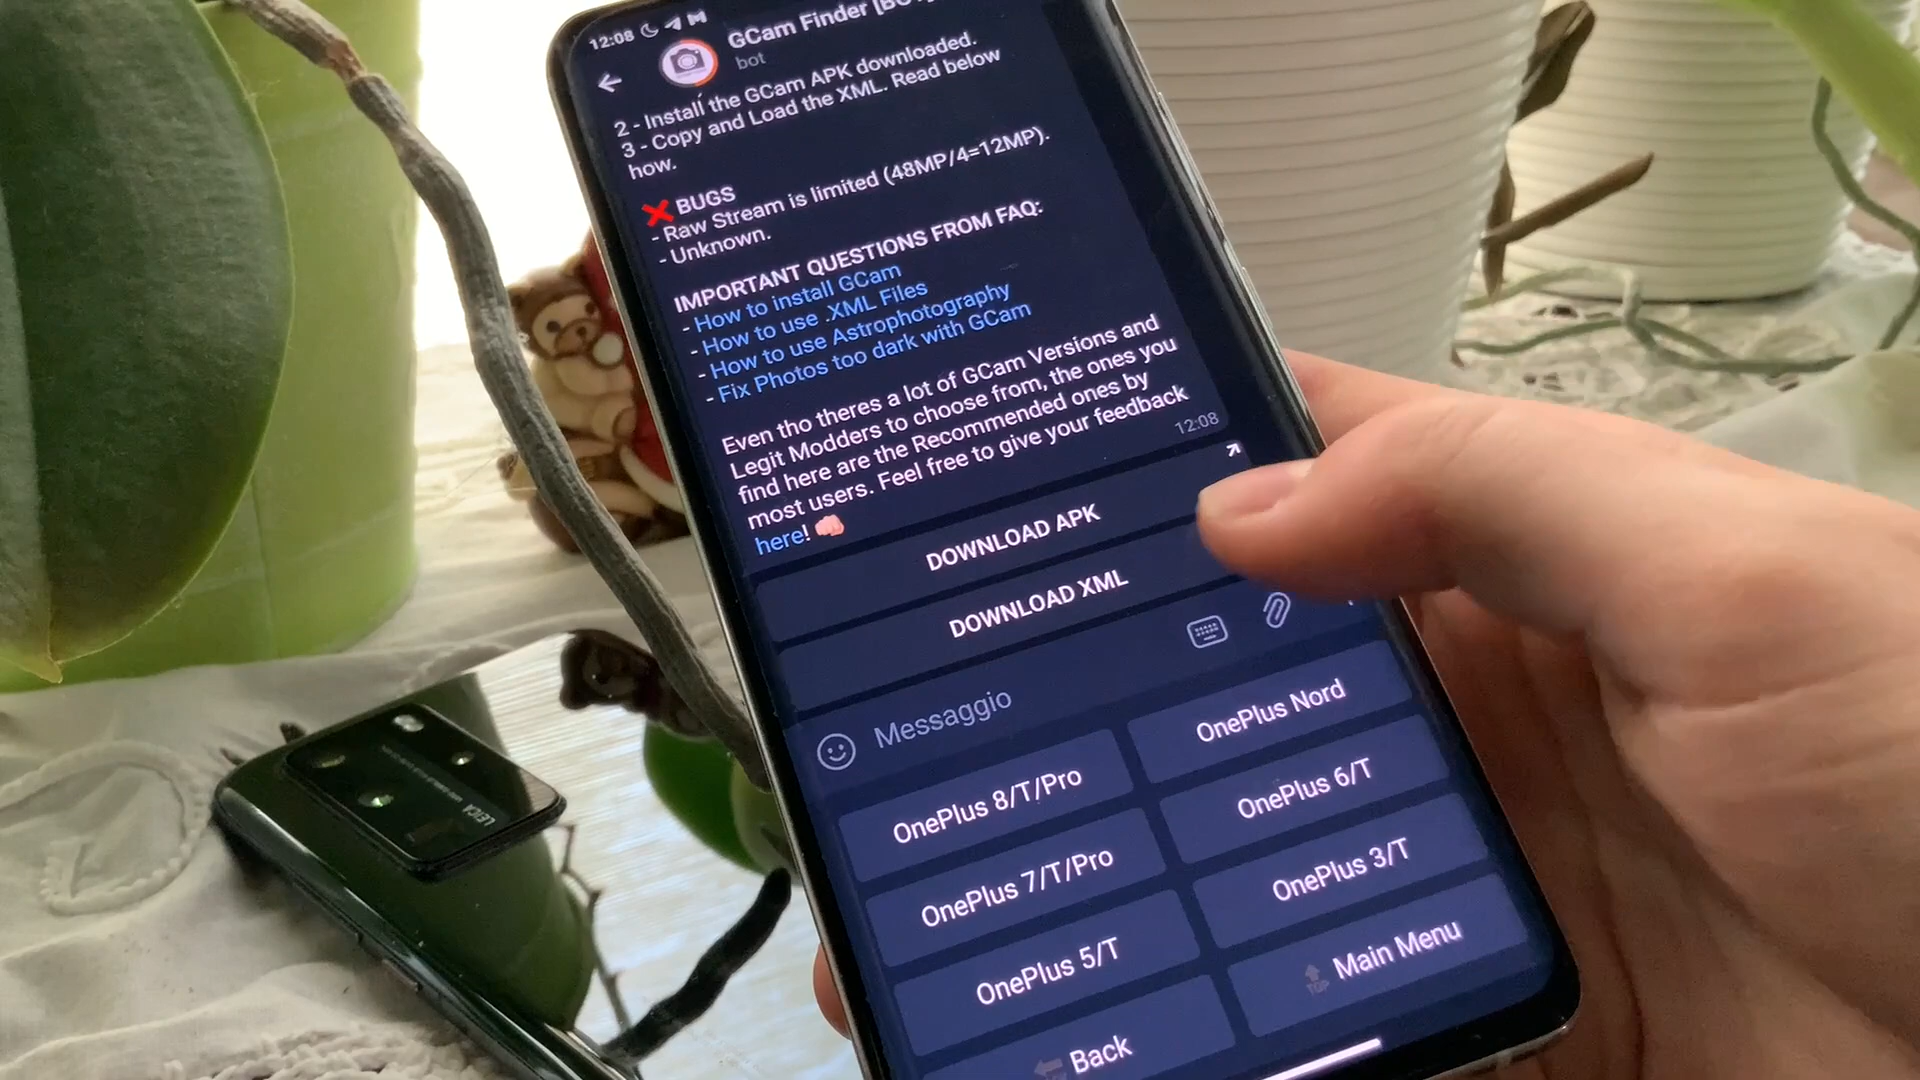 12:08
GCam Finder
bot
2 - Install the GCam APK downloaded.
3 - Copy and Load the XML. Read below
how.
❌ BUGS
- Raw Stream is limited (48MP/4=12MP).
- Unknown.
IMPORTANT QUESTIONS FROM FAQ:
- How to install GCam
- How to use .XML Files
- How to use Astrophotography
- Fix Photos too dark with GCam
Even tho theres a lot of GCam Versions and
Legit Modders to choose from, the ones you
find here are the Recommended ones by
most users. Feel free to give your feedback
here! 👊
12:08
DOWNLOAD APK
DOWNLOAD XML
Messaggio
OnePlus 8/T/Pro
OnePlus Nord
OnePlus 7/T/Pro
OnePlus 6/T
OnePlus 5/T
OnePlus 3/T
Back
TOP
Main Menu
LEICA